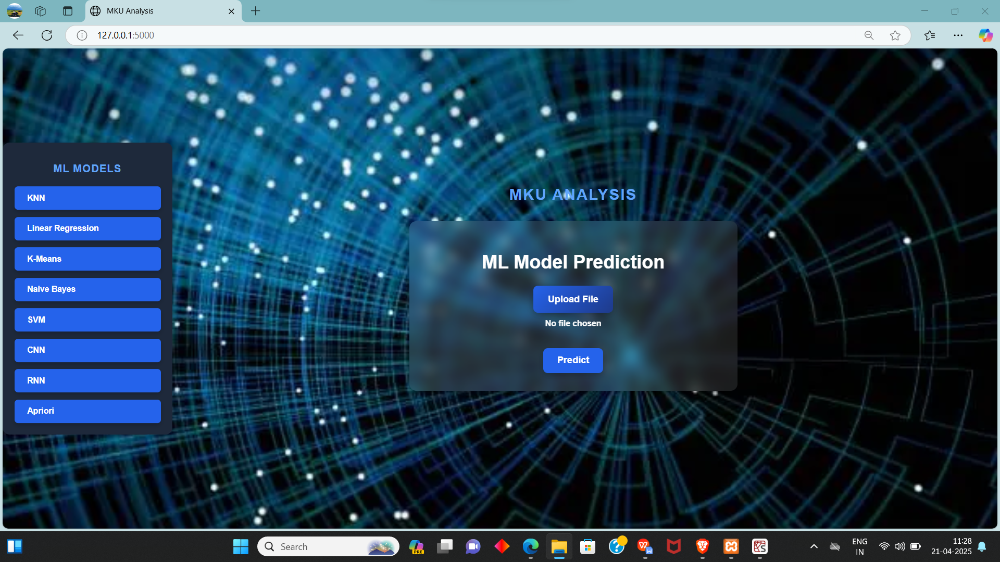 MKU Analysis
127.0.0.1:5000
ML MODELS
KNN
Linear Regression
K-Means
Naive Bayes
SVM
CNN
RNN
Apriori
MKU ANALYSIS
ML Model Prediction
Upload File
No file chosen
Predict
Search
PRE
ENG
IN
11:28
21-04-2025